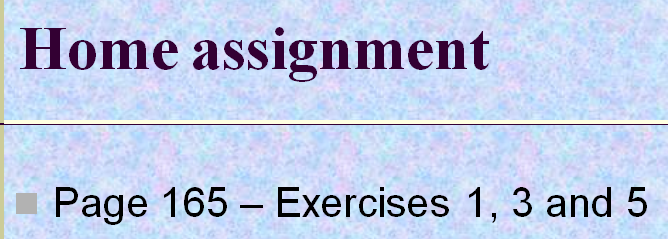 Home assignment
Page 165 – Exercises 1, 3 and 5